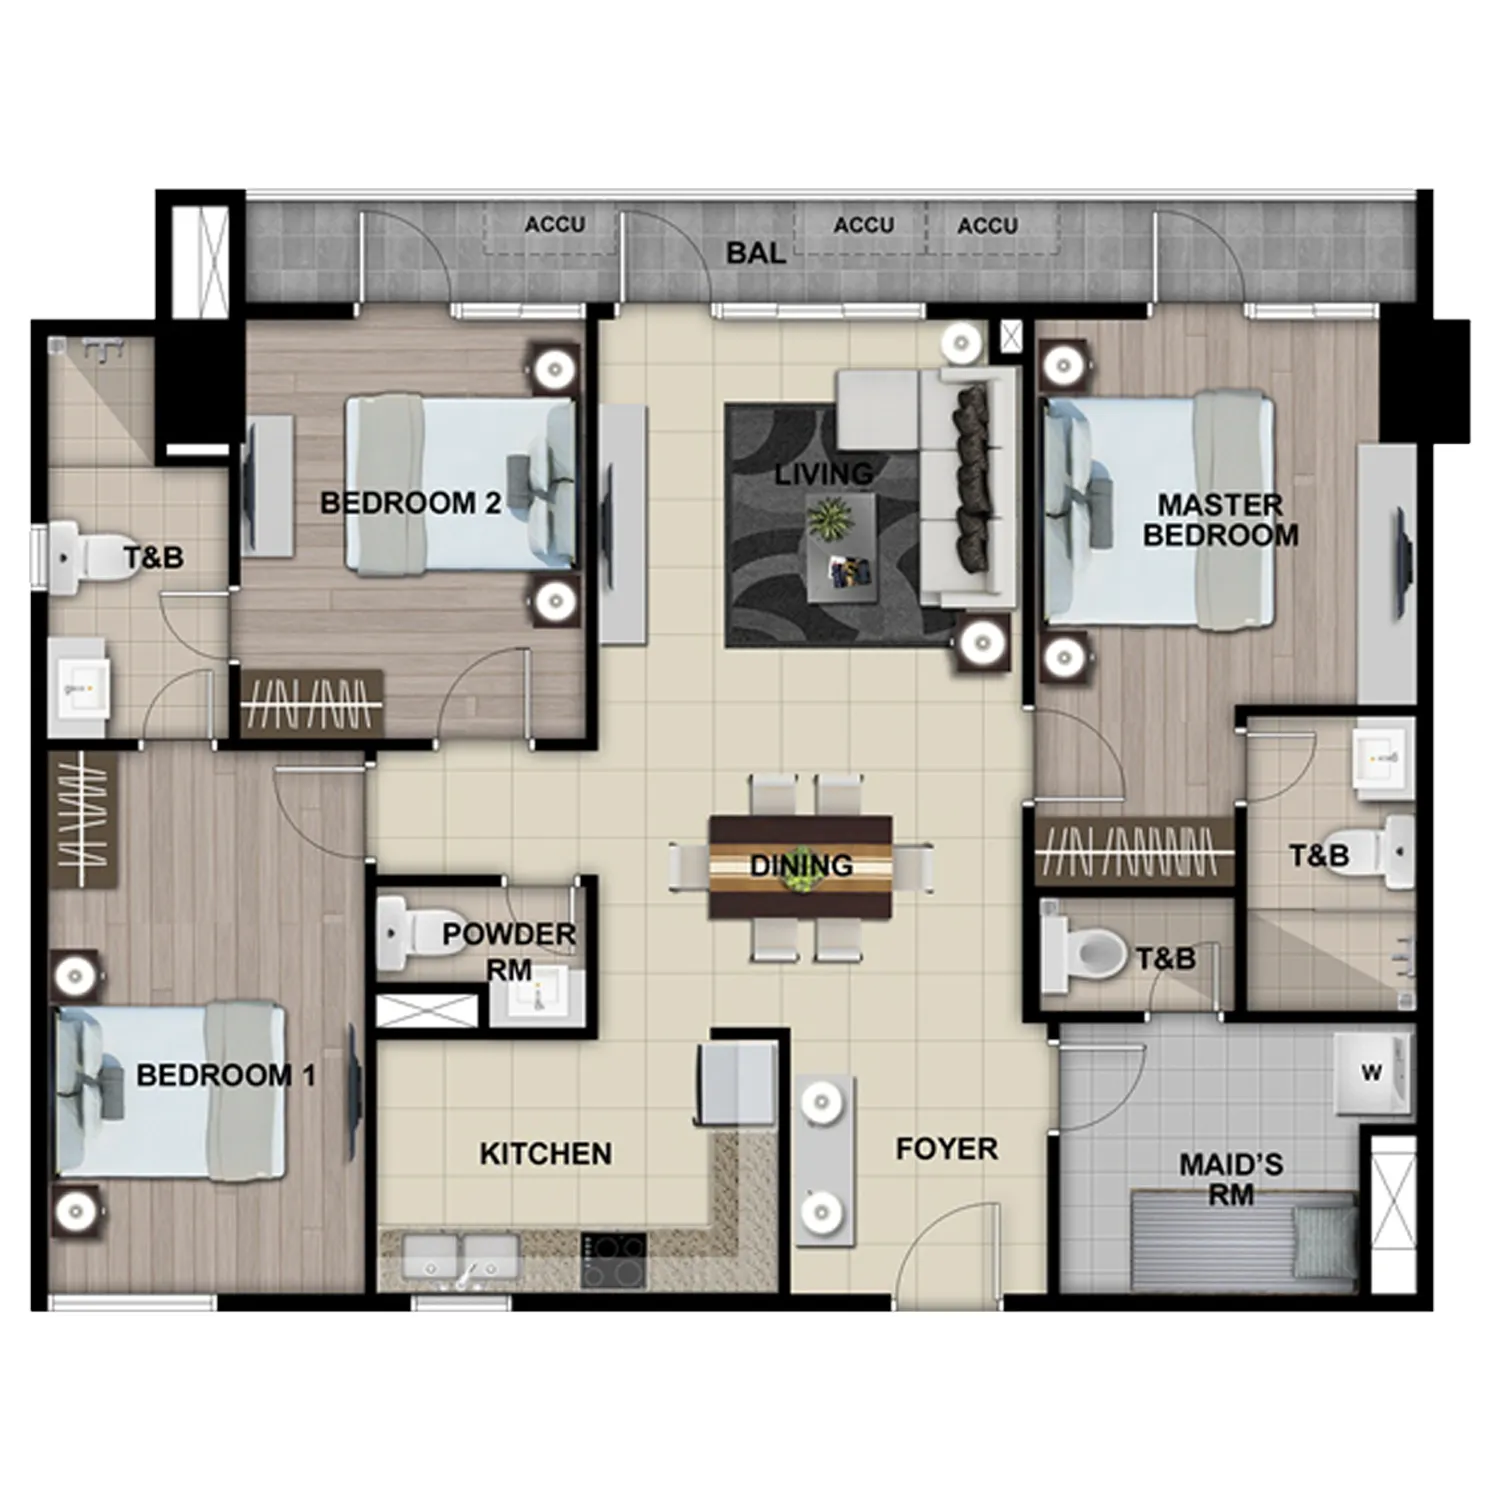 ACCU
ACCU
ACCU
BAL
LIVING
BEDROOM 2
MASTER
BEDROOM
T&B
DINING
T&B
POWDER
RM
T&B
BEDROOM 1
W
KITCHEN
FOYER
MAID’S
RM